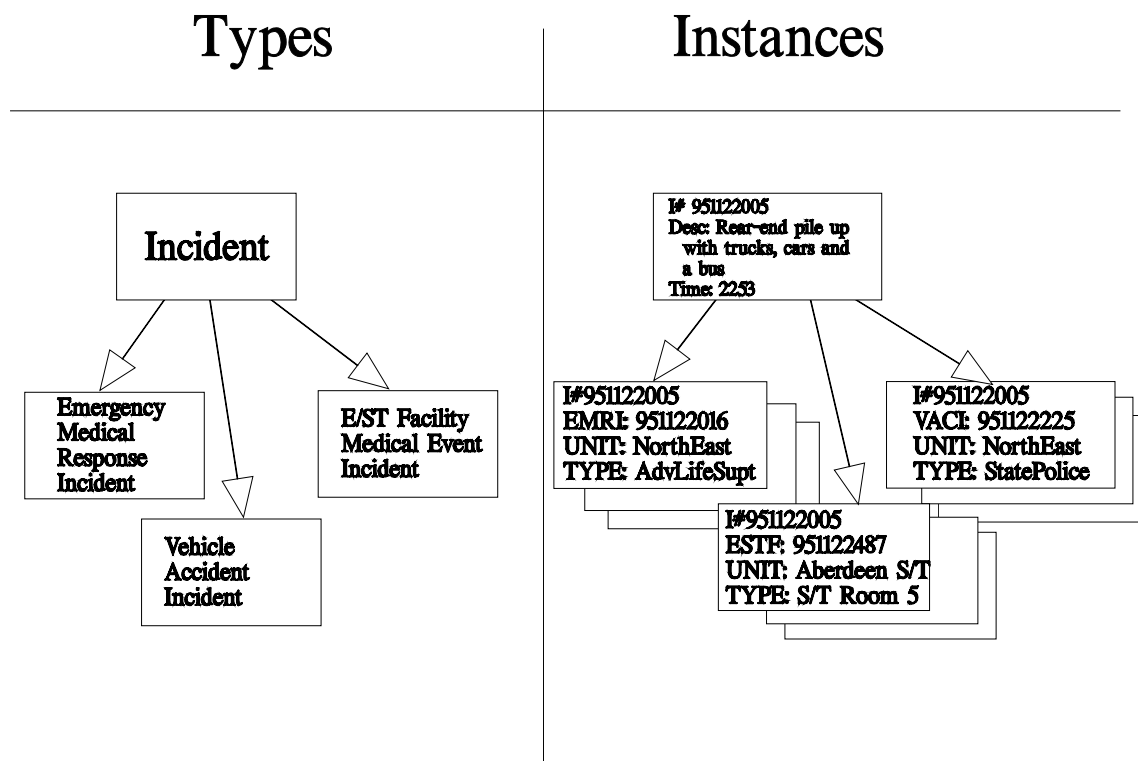 Types
Instances
Incident
Emergency
Medical
Response
Incident
E/ST Facility
Medical Event
Incident
Vehicle
Accident
Incident
I# 951122005
Desc: Rear-end pile up
with trucks, cars and
a bus
Time: 2253
I#951122005
EMRI: 951122016
UNIT: NorthEast
TYPE: AdvLifeSupt
I#951122005
VACI: 951122225
UNIT: NorthEast
TYPE: StatePolice
I#951122005
ESTF: 951122487
UNIT: Aberdeen S/T
TYPE: S/T Room 5